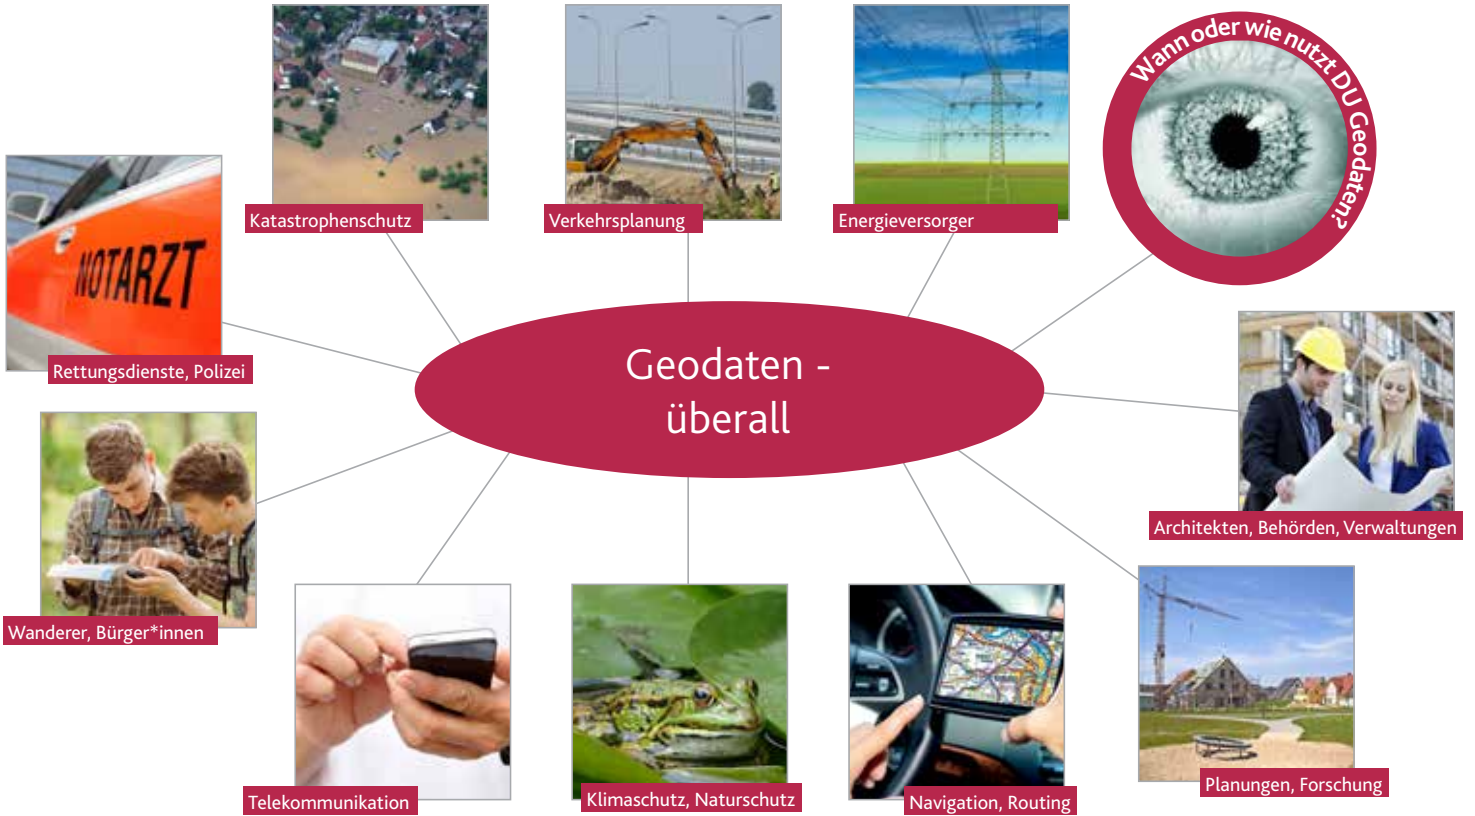 Wann oder wie nutzt DU Geodaten?
Katastrophenschutz
Verkehrsplanung
Energieversorger
NOTARZT
Rettungsdienste, Polizei
Geodaten -
überall
Architekten, Behörden, Verwaltungen
Wanderer, Bürger*innen
Telekommunikation
Klimaschutz, Naturschutz
Navigation, Routing
Planungen, Forschung